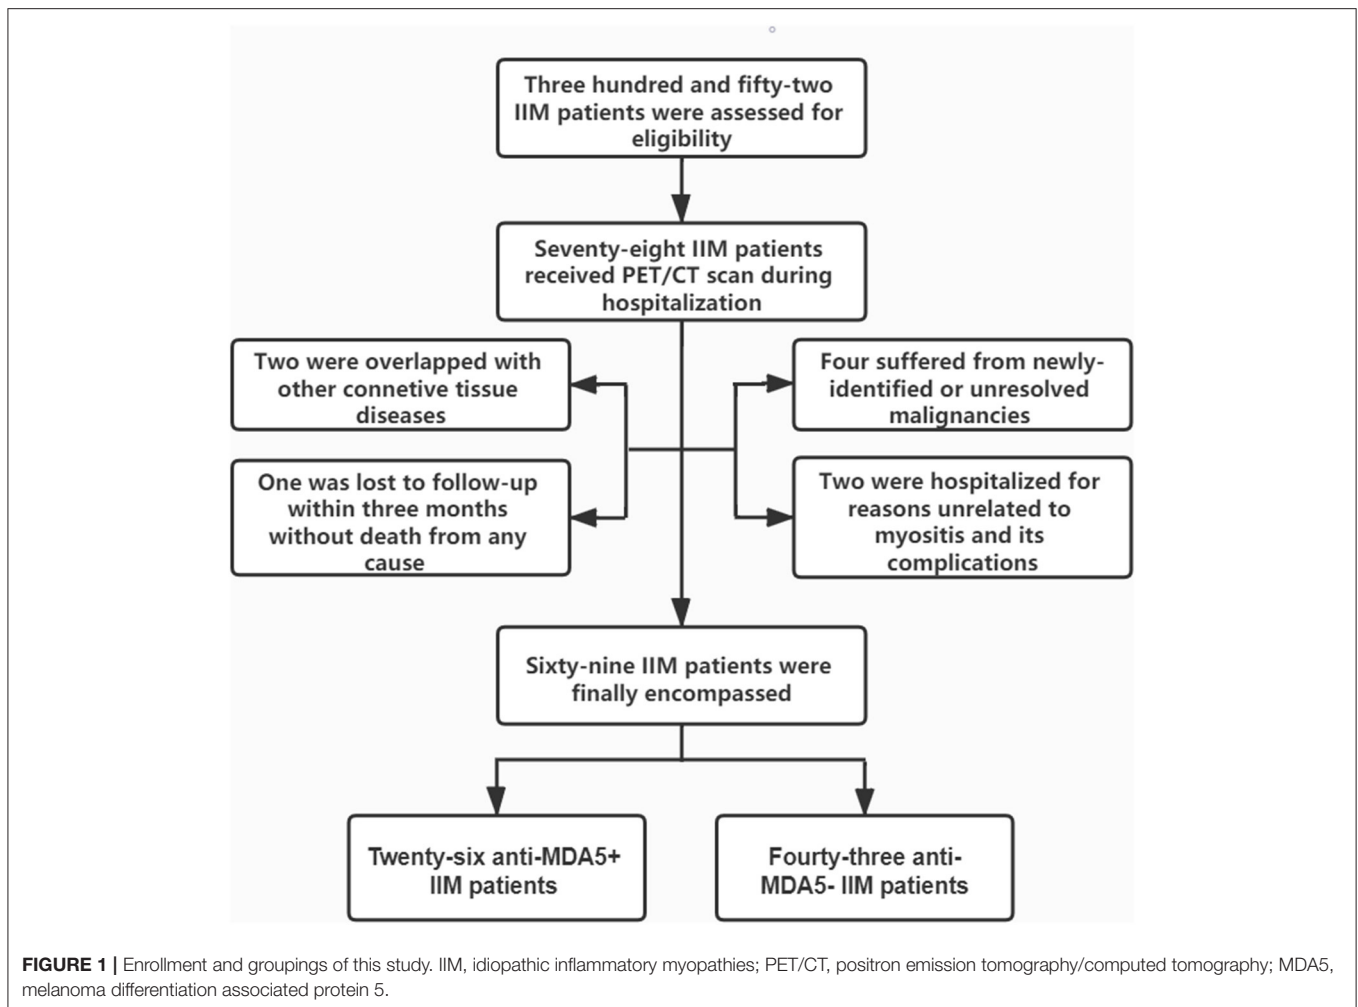 Three hundred and fifty-two
IIM patients were assessed for
eligibility
Seventy-eight IIM patients
received PET/CT scan during
hospitalization
Two were overlapped with
other connetive tissue
diseases
Four suffered from newly-
identified or unresolved
malignancies
One was lost to follow-up
within three months
without death from any
cause
Two were hospitalized for
reasons unrelated to
myositis and its
complications
Sixty-nine IIM patients were
finally encompassed
Twenty-six anti-MDA5+
IIM patients
Fourty-three anti-
MDA5- IIM patients
FIGURE 1 | Enrollment and groupings of this study. IIM, idiopathic inflammatory myopathies; PET/CT, positron emission tomography/computed tomography; MDA5,
melanoma differentiation associated protein 5.